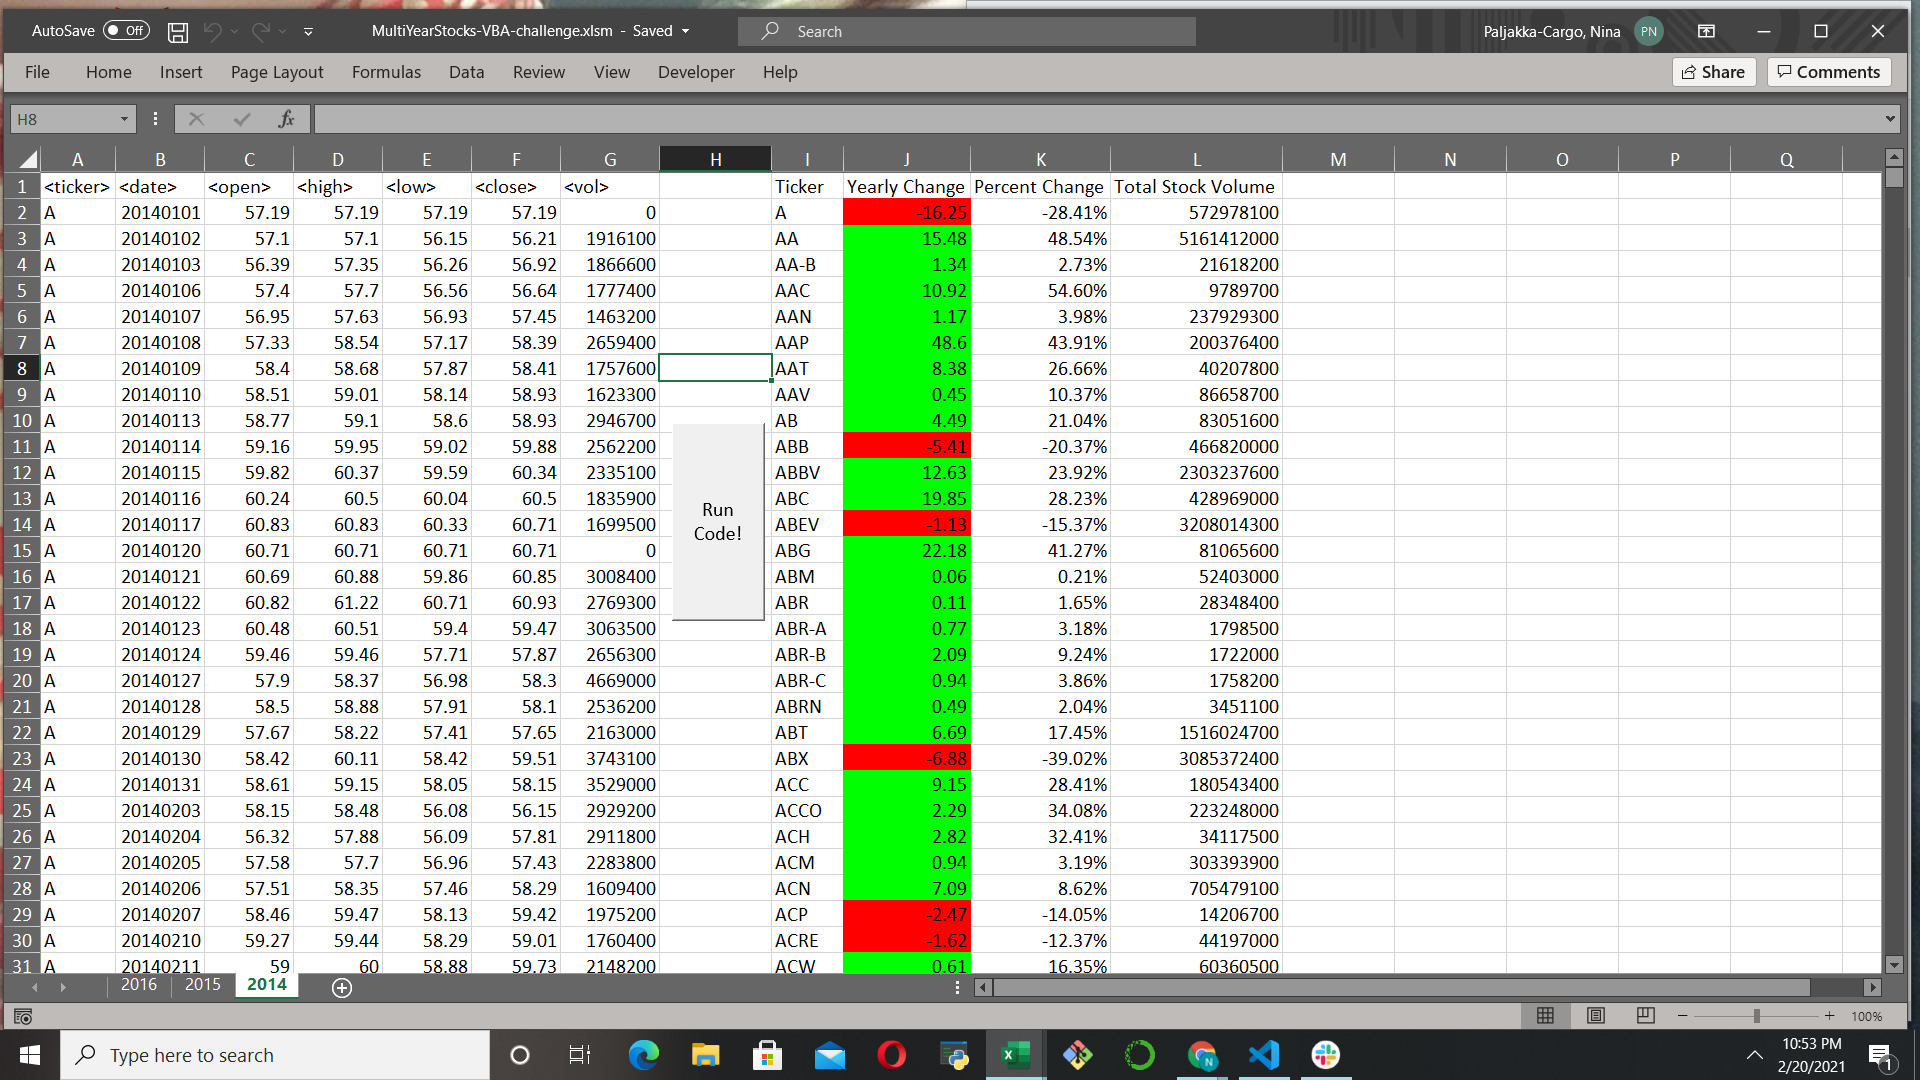 AutoSave Off MultiYearStocks-VBA-challenge.xlsm - Saved Search Paljakka-Cargo, Nina PN
File Home Insert Page Layout Formulas Data Review View Developer Help Share Comments
H8 fx
A B C D E F G H I J K L M N O P Q
1 <ticker> <date> <open> <high> <low> <close> <vol> Ticker Yearly Change Percent Change Total Stock Volume
2 A 20140101 57.19 57.19 57.19 57.19 0 A -16.25 -28.41% 572978100
3 A 20140102 57.1 57.1 56.15 56.21 1916100 AA 15.48 48.54% 5161412000
4 A 20140103 56.39 57.35 56.26 56.92 1866600 AA-B 1.34 2.73% 21618200
5 A 20140106 57.4 57.7 56.56 56.64 1777400 AAC 10.92 54.60% 9789700
6 A 20140107 56.95 57.63 56.93 57.45 1463200 AAN 1.17 3.98% 237929300
7 A 20140108 57.33 58.54 57.17 58.39 2659400 AAP 48.6 43.91% 200376400
8 A 20140109 58.4 58.68 57.87 58.41 1757600 AAT 8.38 26.66% 40207800
9 A 20140110 58.51 59.01 58.14 58.93 1623300 AAV 0.45 10.37% 86658700
10 A 20140113 58.77 59.1 58.6 58.93 2946700 AB 4.49 21.04% 83051600
11 A 20140114 59.16 59.95 59.02 59.88 2562200 ABB -5.41 -20.37% 466820000
12 A 20140115 59.82 60.37 59.59 60.34 2335100 ABBV 12.63 23.92% 2303237600
13 A 20140116 60.24 60.5 60.04 60.5 1835900 ABC 19.85 28.23% 428969000
Run
Code!
14 A 20140117 60.83 60.83 60.33 60.71 1699500 ABEV -1.13 -15.37% 3208014300
15 A 20140120 60.71 60.71 60.71 60.71 0 ABG 22.18 41.27% 81065600
16 A 20140121 60.69 60.88 59.86 60.85 3008400 ABM 0.06 0.21% 52403000
17 A 20140122 60.82 61.22 60.71 60.93 2769300 ABR 0.11 1.65% 28348400
18 A 20140123 60.48 60.51 59.4 59.47 3063500 ABR-A 0.77 3.18% 1798500
19 A 20140124 59.46 59.46 57.71 57.87 2656300 ABR-B 2.09 9.24% 1722000
20 A 20140127 57.9 58.37 56.98 58.3 4669000 ABR-C 0.94 3.86% 1758200
21 A 20140128 58.5 58.88 57.91 58.1 2536200 ABRN 0.49 2.04% 3451100
22 A 20140129 57.67 58.22 57.41 57.65 2163000 ABT 6.69 17.45% 1516024700
23 A 20140130 58.42 60.11 58.42 59.51 3743100 ABX -6.88 -39.02% 3085372400
24 A 20140131 58.61 59.15 58.05 58.15 3529000 ACC 9.15 28.41% 180543400
25 A 20140203 58.15 58.48 56.08 56.15 2929200 ACCO 2.29 34.08% 223248000
26 A 20140204 56.32 57.88 56.09 57.81 2911800 ACH 2.82 32.41% 34117500
27 A 20140205 57.58 57.7 56.96 57.43 2283800 ACM 0.94 3.19% 303393900
28 A 20140206 57.51 58.35 57.46 58.29 1609400 ACN 7.09 8.62% 705479100
29 A 20140207 58.46 59.47 58.13 59.42 1975200 ACP -2.47 -14.05% 14206700
30 A 20140210 59.27 59.44 58.29 59.01 1760400 ACRE -1.62 -12.37% 44197000
31 A 20140211 59 60 58.88 59.73 2148200 ACW 0.61 16.35% 60360500
2016 2015 2014
100%
Type here to search
10:53 PM
2/20/2021
1